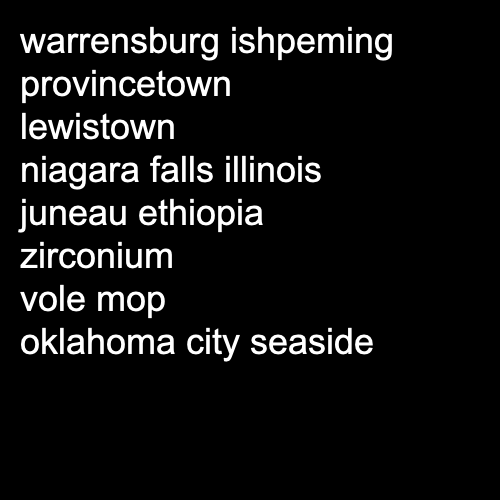 warrensburg ishpeming
provincetown
lewistown
niagara falls illinois
juneau ethiopia
zirconium
vole mop
oklahoma city seaside